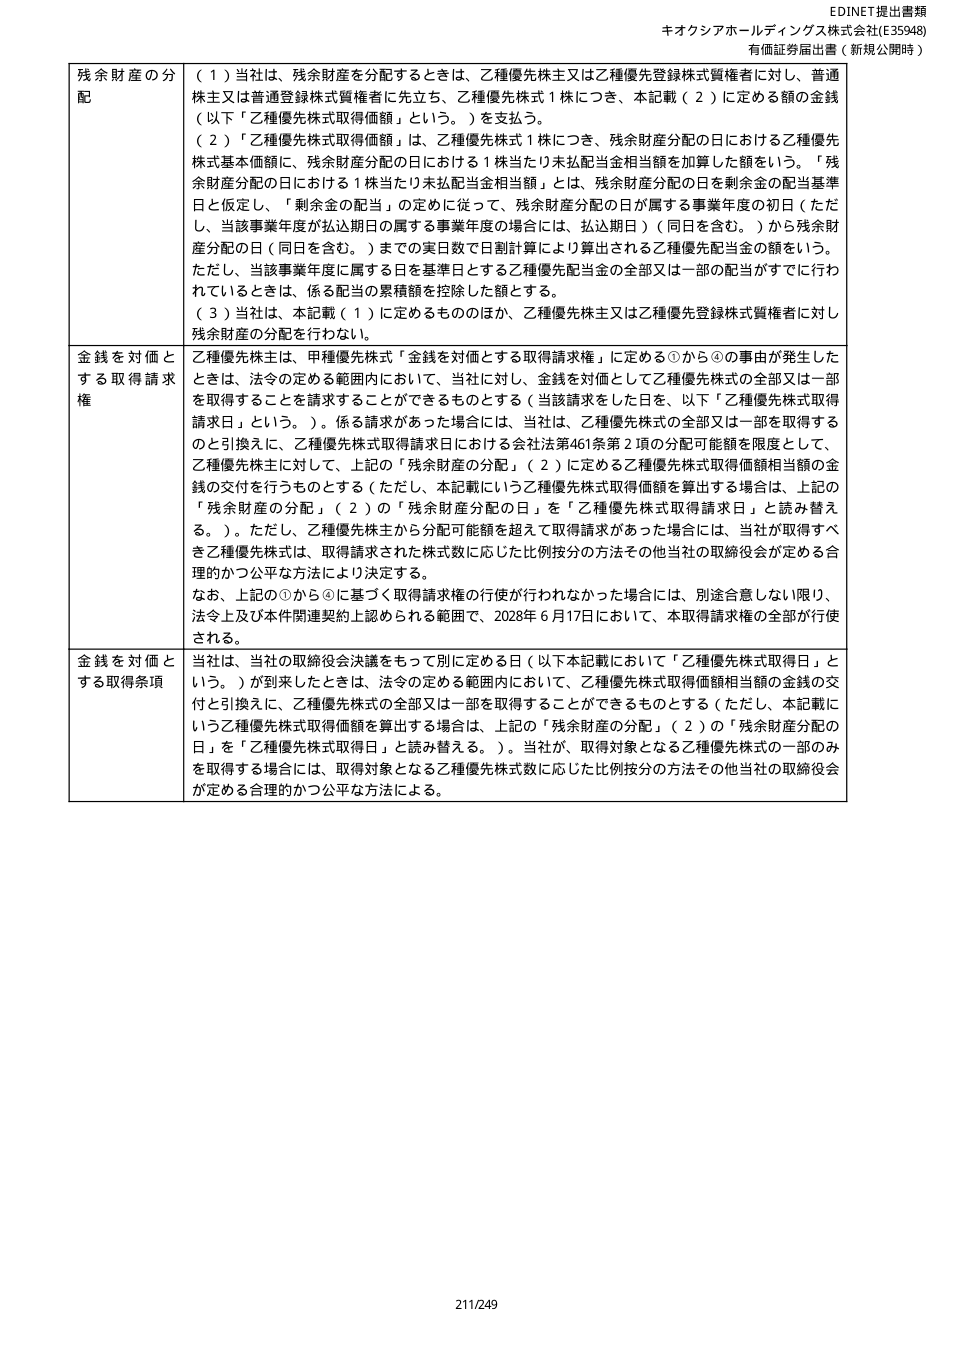 EDINET提出書類
キオクシアホールディングス株式会社(E35948)
有価証券届出書（新規公開時）
残余財産の分
配
（１）当社は、残余財産を分配するときは、乙種優先株主又は乙種優先登録株式質権者に対し、普通
株主又は普通登録株式質権者に先立ち、乙種優先株式１株につき、本記載（２）に定める額の金銭
（以下「乙種優先株式取得価額」という。）を支払う。
（２）「乙種優先株式取得価額」は、乙種優先株式１株につき、残余財産分配の日における乙種優先
株式基本価額に、残余財産分配の日における１株当たり未払配当金相当額を加算した額をいう。「残
余財産分配の日における１株当たり未払配当金相当額」とは、残余財産分配の日を剰余金の配当基準
日と仮定し、「剰余金の配当」の定めに従って、残余財産分配の日が属する事業年度の初日（ただ
し、当該事業年度が払込期日の属する事業年度の場合には、払込期日）（同日を含む。）から残余財
産分配の日（同日を含む。）までの実日数で日割計算により算出される乙種優先配当金の額をいう。
ただし、当該事業年度に属する日を基準日とする乙種優先配当金の全部又は一部の配当がすでに行わ
れているときは、係る配当の累積額を控除した額とする。
（３）当社は、本記載（１）に定めるもののほか、乙種優先株主又は乙種優先登録株式質権者に対し
残余財産の分配を行わない。
金銭を対価と
する取得請求
権
乙種優先株主は、甲種優先株式「金銭を対価とする取得請求権」に定める①から④の事由が発生した
ときは、法令の定める範囲内において、当社に対し、金銭を対価として乙種優先株式の全部又は一部
を取得することを請求することができるものとする（当該請求をした日を、以下「乙種優先株式取得
請求日」という。）。係る請求があった場合には、当社は、乙種優先株式の全部又は一部を取得する
のと引換えに、乙種優先株式取得請求日における会社法第461条第２項の分配可能額を限度として、
乙種優先株主に対して、上記の「残余財産の分配」（２）に定める乙種優先株式取得価額相当額の金
銭の交付を行うものとする（ただし、本記載にいう乙種優先株式取得価額を算出する場合は、上記の
「残余財産の分配」（２）の「残余財産分配の日」を「乙種優先株式取得請求日」と読み替え
る。）。ただし、乙種優先株主から分配可能額を超えて取得請求があった場合には、当社が取得すべ
き乙種優先株式は、取得請求された株式数に応じた比例按分の方法その他当社の取締役会が定める合
理的かつ公平な方法により決定する。
なお、上記の①から④に基づく取得請求権の行使が行われなかった場合には、別途合意しない限り、
法令上及び本件関連契約上認められる範囲で、2028年６月17日において、本取得請求権の全部が行使
される。
金銭を対価と
する取得条項
当社は、当社の取締役会決議をもって別に定める日（以下本記載において「乙種優先株式取得日」と
いう。）が到来したときは、法令の定める範囲内において、乙種優先株式取得価額相当額の金銭の交
付と引換えに、乙種優先株式の全部又は一部を取得することができるものとする（ただし、本記載に
いう乙種優先株式取得価額を算出する場合は、上記の「残余財産の分配」（２）の「残余財産分配の
日」を「乙種優先株式取得日」と読み替える。）。当社が、取得対象となる乙種優先株式の一部のみ
を取得する場合には、取得対象となる乙種優先株式数に応じた比例按分の方法その他当社の取締役会
が定める合理的かつ公平な方法による。
211/249